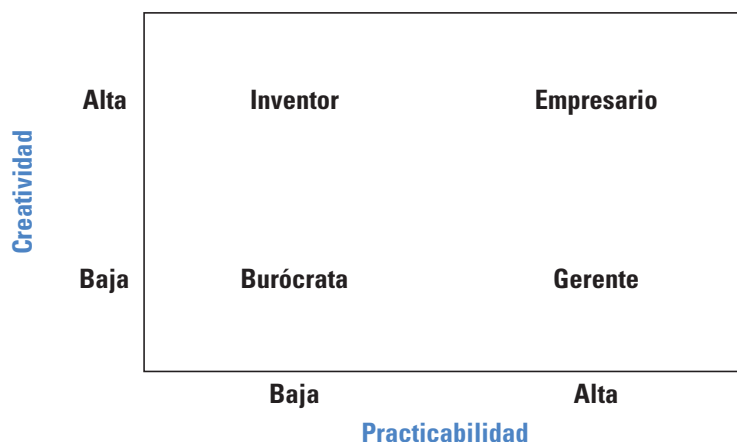 Creatividad
Alta
Inventor
Empresario
Baja
Burócrata
Gerente
Baja
Alta
Practicabilidad